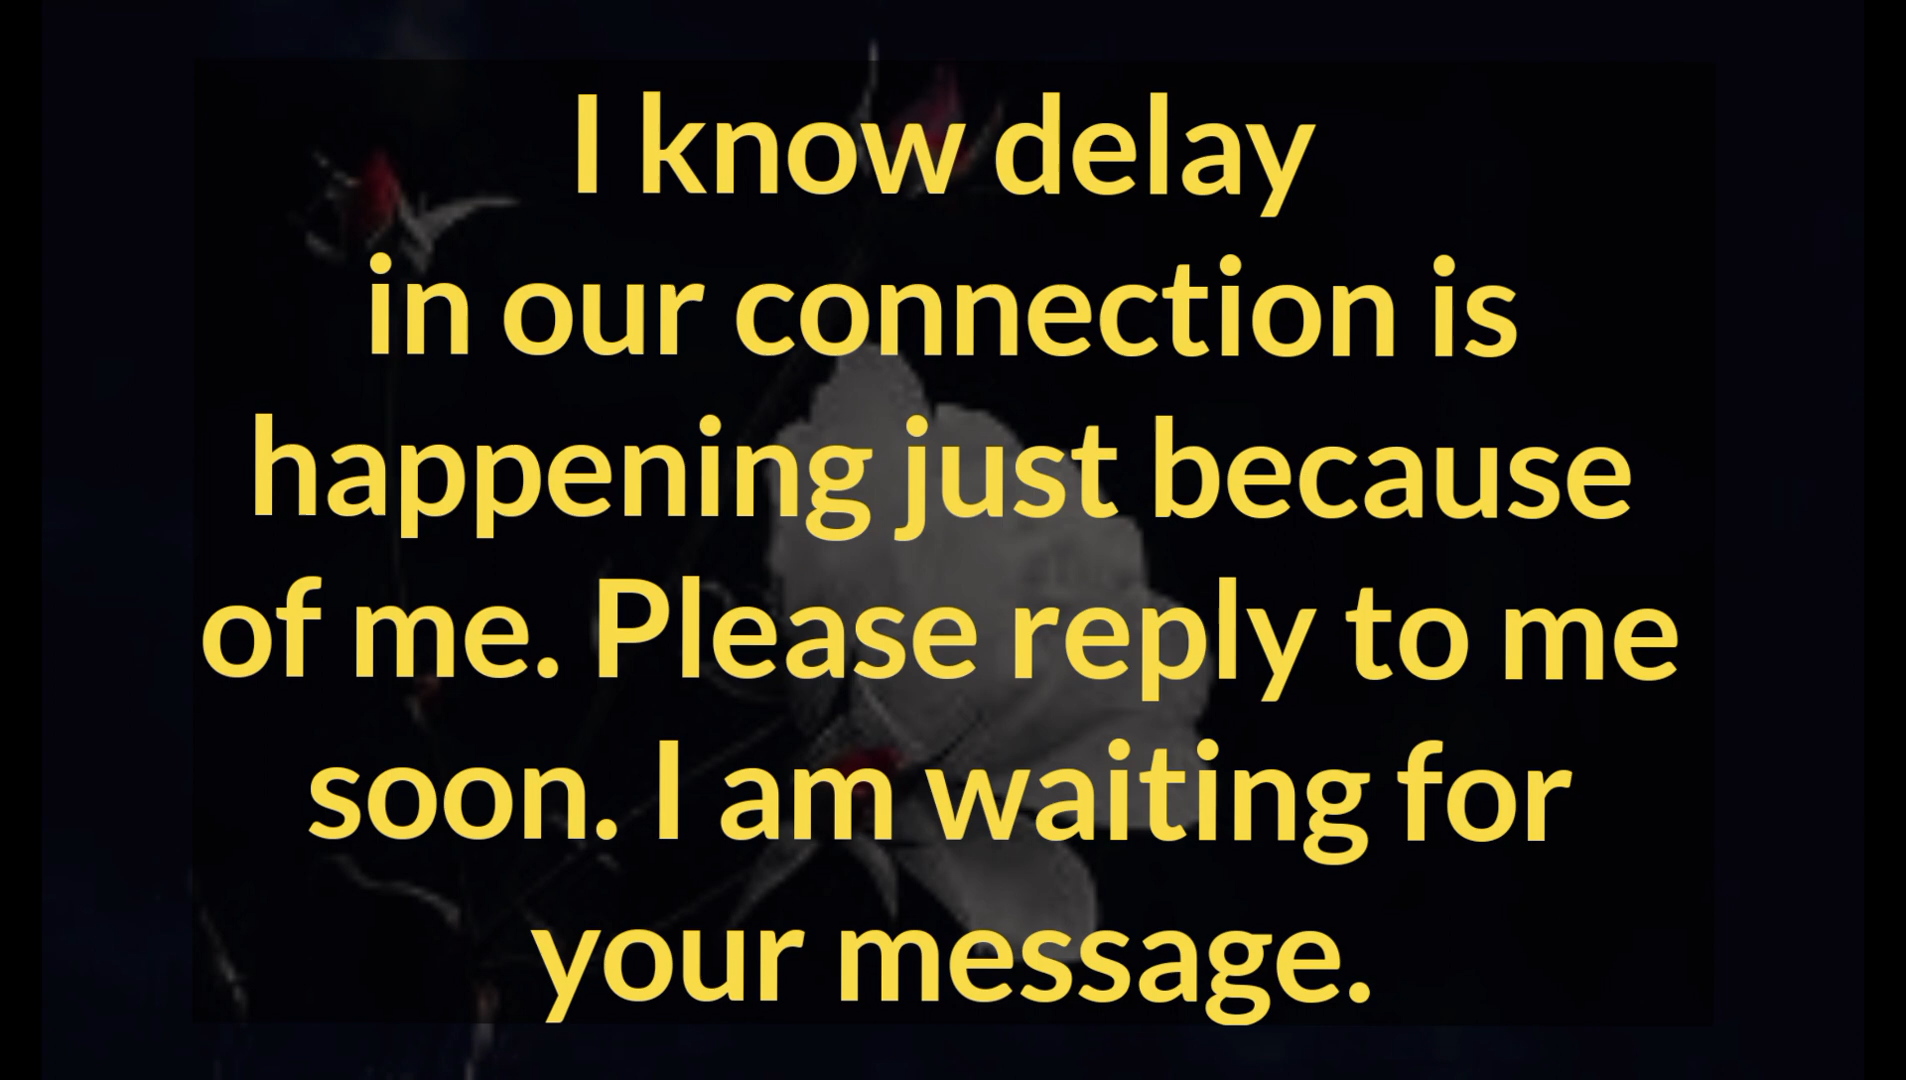 I know delay
in our connection is
happening just because
of me. Please reply to me
soon. I am waiting for
your message.